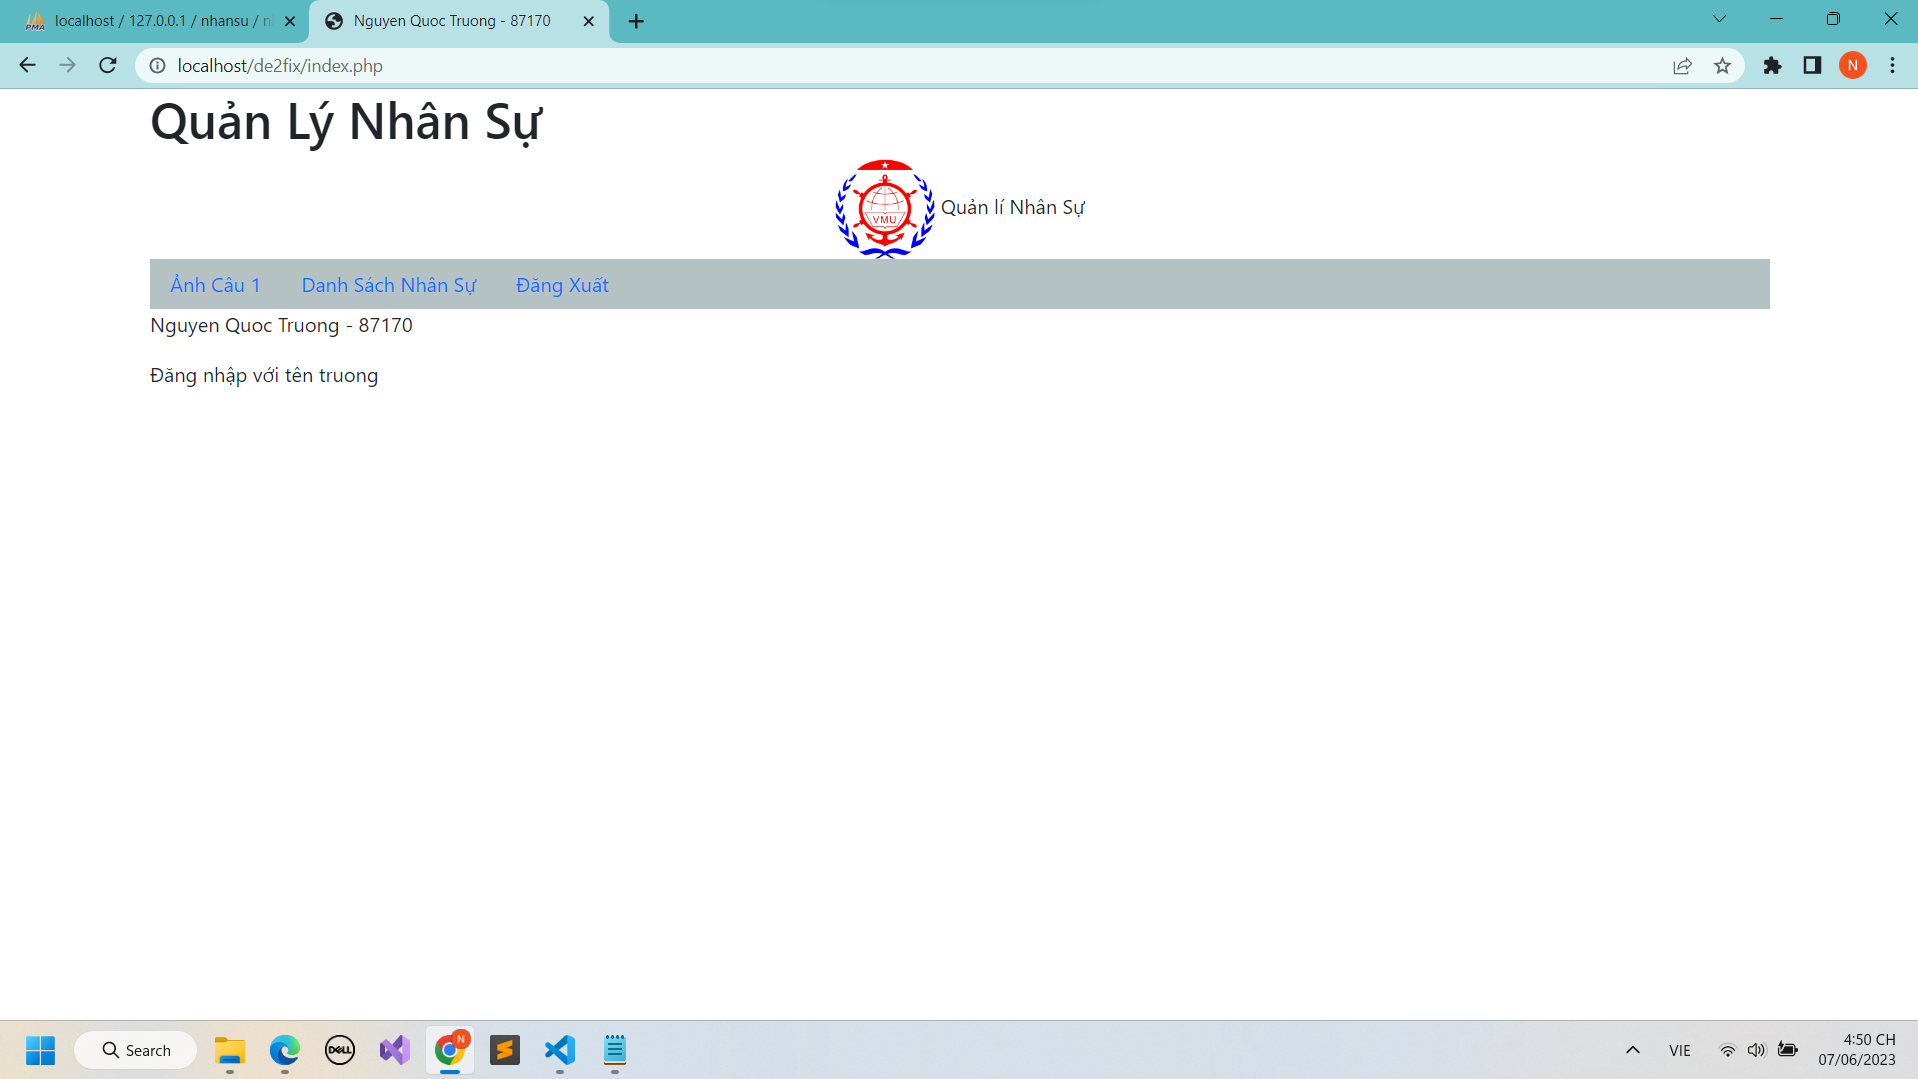 localhost / 127.0.0.1 / nhansu /
Nguyen Quoc Truong - 87170
localhost/de2fix/index.php
N
Quản Lý Nhân Sự
VMU
Quản lí Nhân Sự
Ảnh Câu 1 Danh Sách Nhân Sự Đăng Xuất
Nguyen Quoc Truong - 87170
Đăng nhập với tên truong
Search
DELL
N
VIE
4:50 CH
07/06/2023